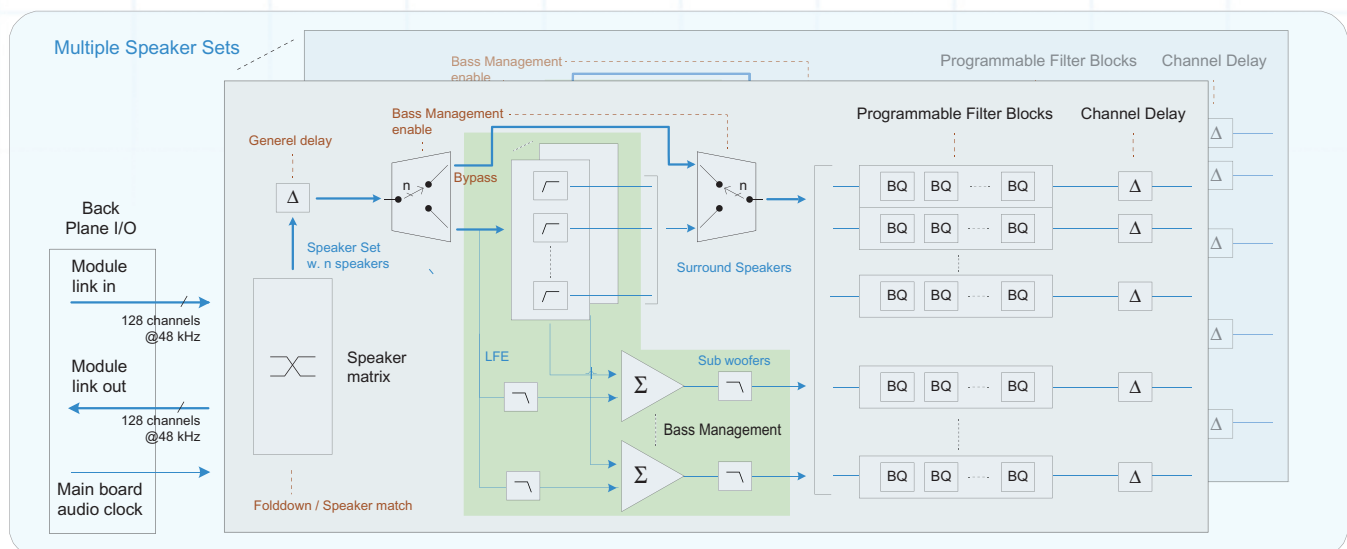 Multiple Speaker Sets
Bass Management
enable
Programmable Filter Blocks
Channel Delay
Bass Management
enable
Programmable Filter Blocks
Channel Delay
Generel delay
Bypass
n
n
Δ
BQ
BQ
BQ
Δ
Δ
Δ
Back
Plane I/O
Speaker Set
w. n speakers
BQ
BQ
BQ
Δ
Δ
Surround Speakers
Module
link in
128 channels
@48 kHz
BQ
BQ
BQ
Δ
Δ
Speaker
matrix
LFE
Sub woofers
Module
link out
Σ
BQ
BQ
BQ
Δ
128 channels
@48 kHz
Bass Management
Δ
Σ
BQ
BQ
BQ
Δ
Main board
audio clock
Folddown / Speaker match